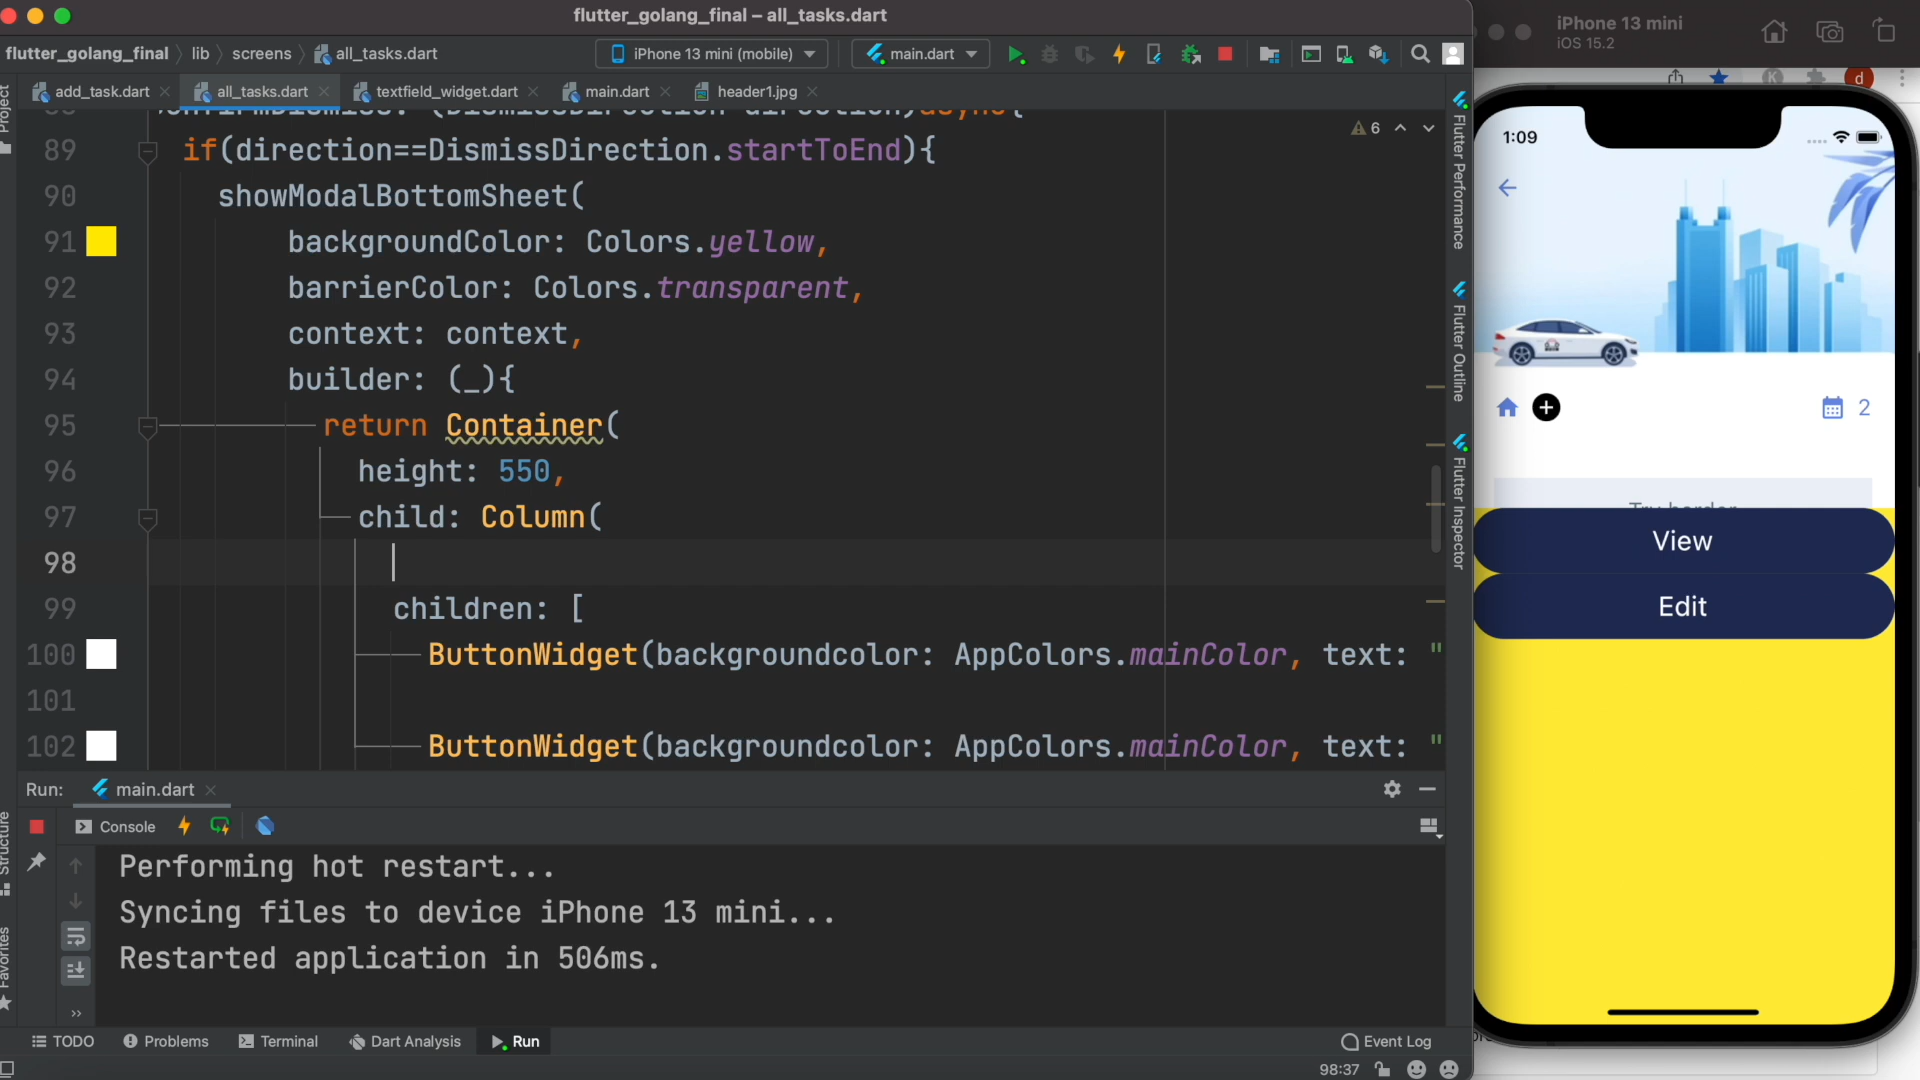 flutter_golang_final – all_tasks.dart
flutter_golang_final
lib
screens
all_tasks.dart
iPhone 13 mini (mobile)
main.dart
add_task.dart
all_tasks.dart
textfield_widget.dart
main.dart
header1.jpg
6
89 if(direction==DismissDirection.startToEnd){
90 showModalBottomSheet(
91 backgroundColor: Colors.yellow,
92 barrierColor: Colors.transparent,
93 context: context,
94 builder: (_){
95 return Container(
96 height: 550,
97 child: Column(
98
99 children: [
100 ButtonWidget(backgroundcolor: AppColors.mainColor, text: "
101
102 ButtonWidget(backgroundcolor: AppColors.mainColor, text: "
Project
Structure
Favorites
Flutter Performance
Flutter Outline
Flutter Inspector
Run:
main.dart
Console
Performing hot restart...
Syncing files to device iPhone 13 mini...
Restarted application in 506ms.
TODO
Problems
Terminal
Dart Analysis
Run
Event Log
98:37
iPhone 13 mini
iOS 15.2
K
d
1:09
2
View
Edit